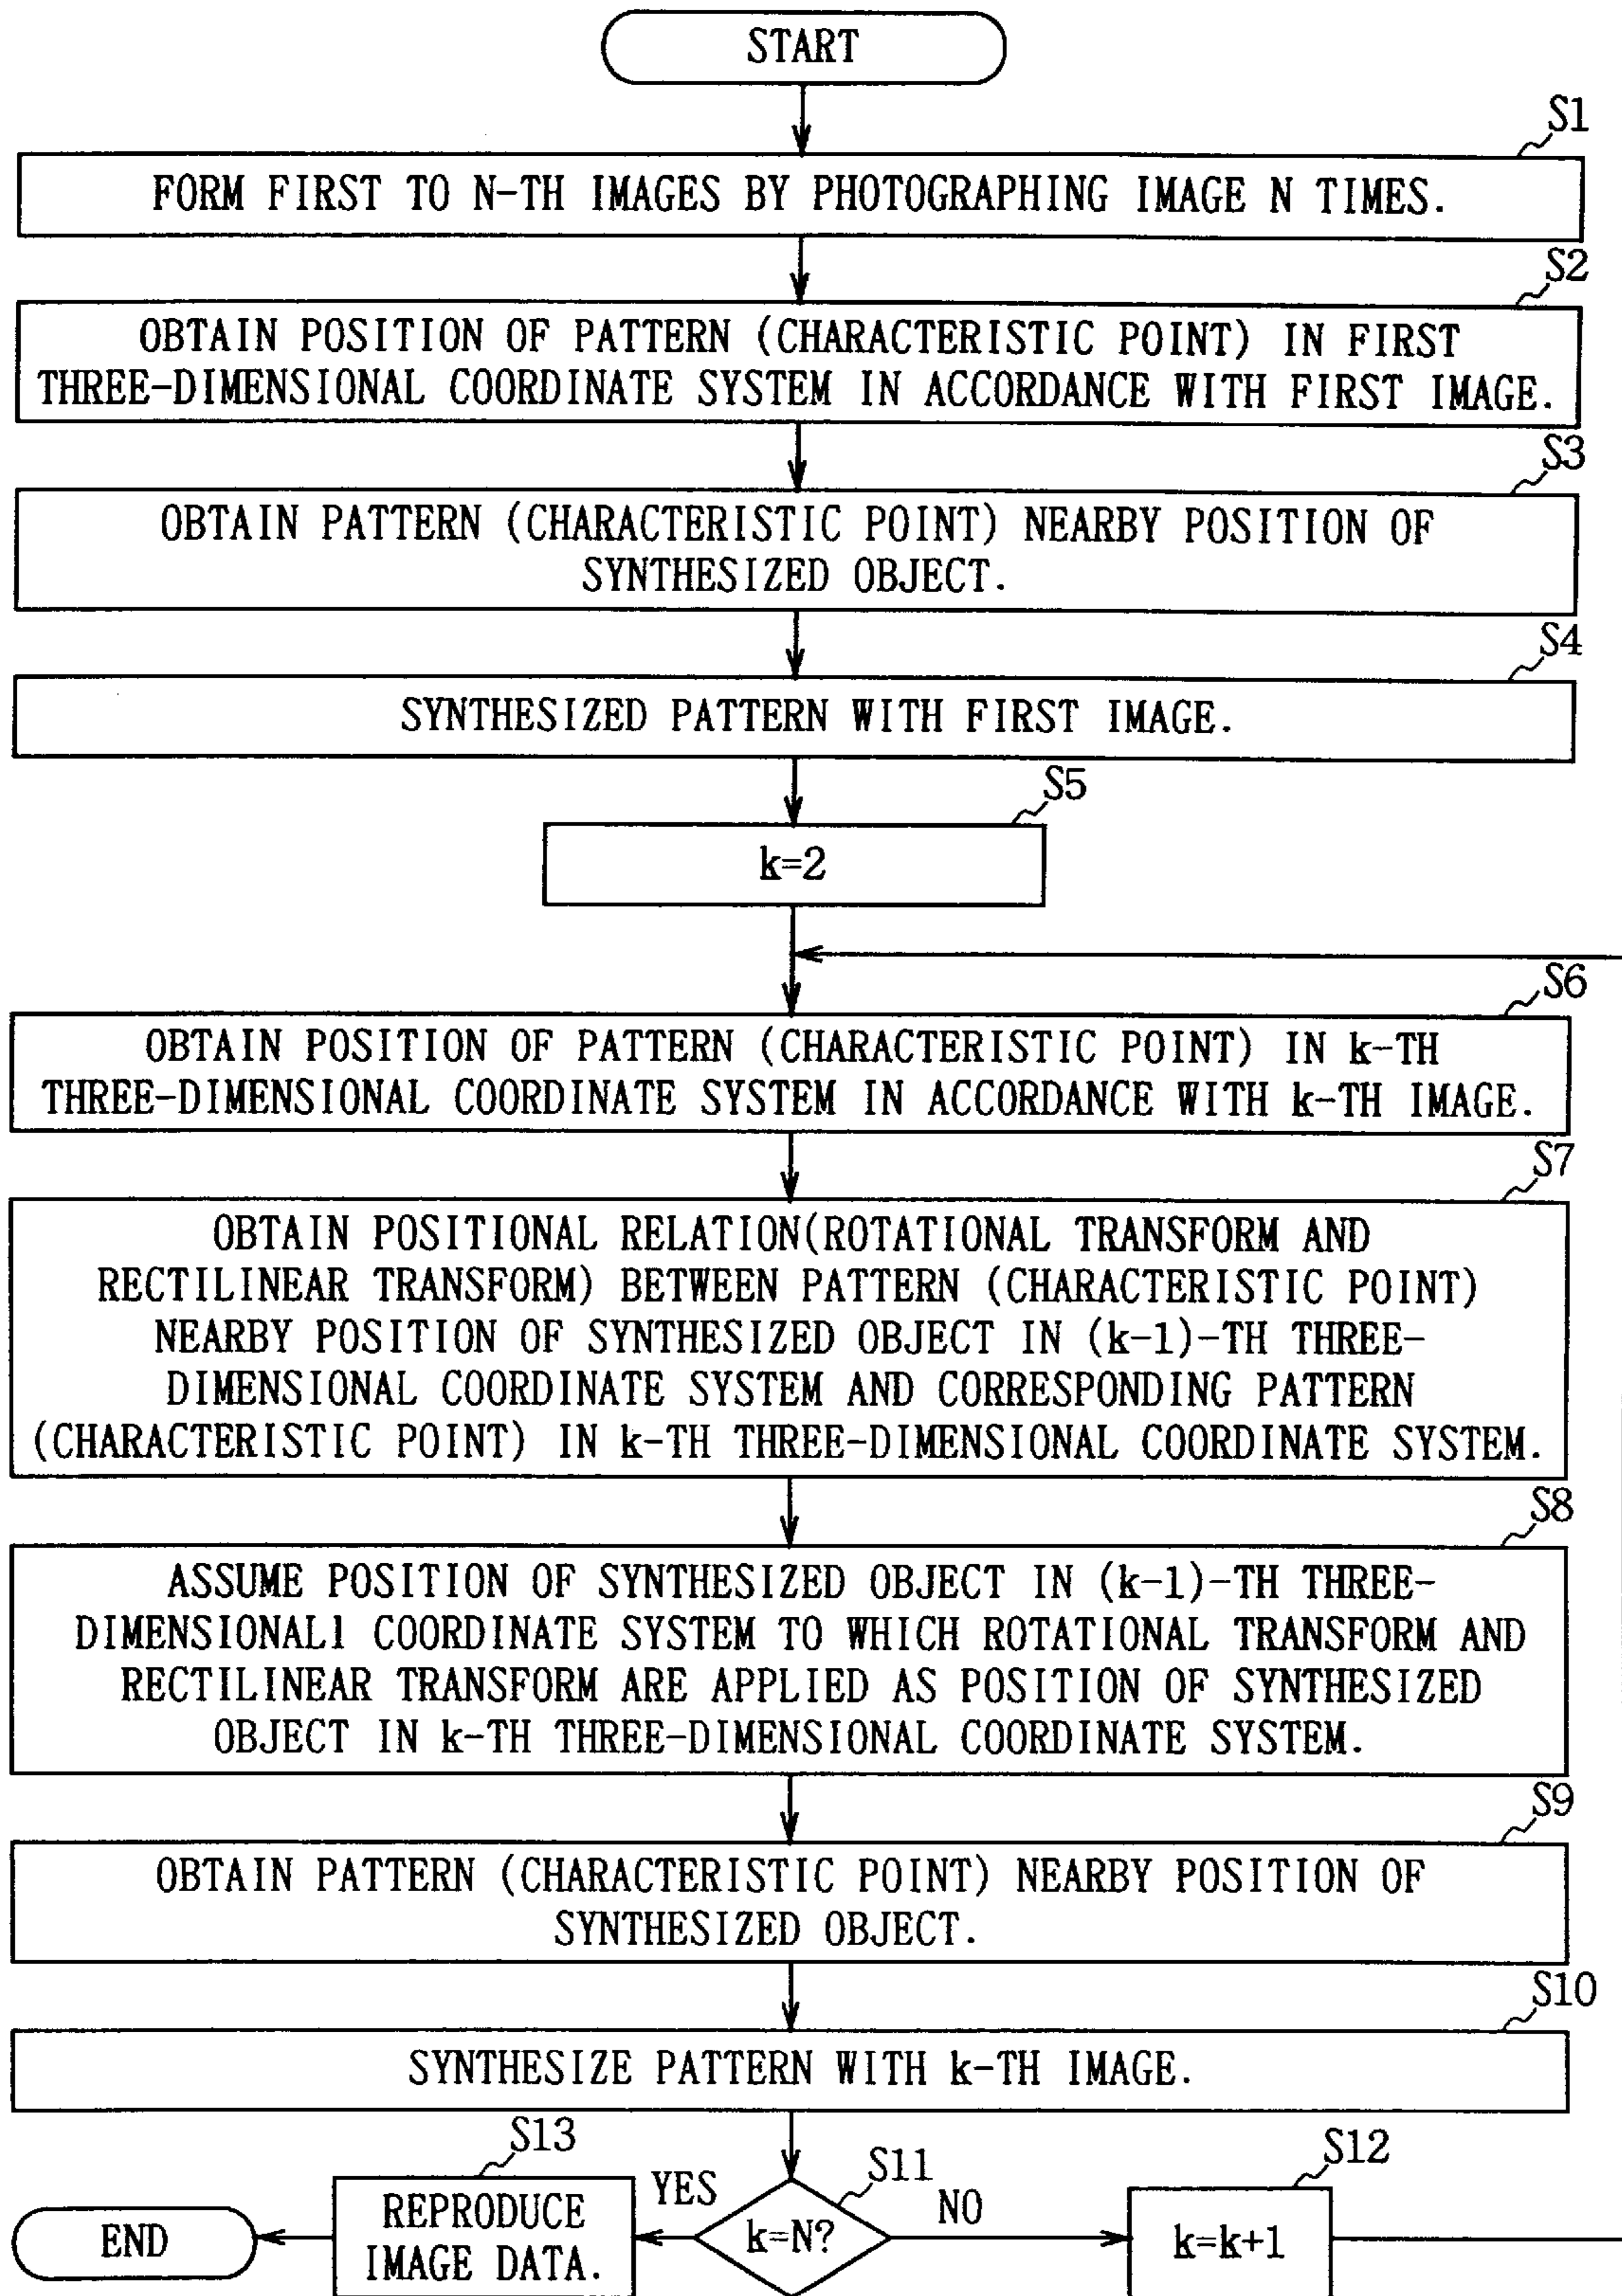 START
S1
FORM FIRST TO N-TH IMAGES BY PHOTOGRAPHING IMAGE N TIMES.
S2
OBTAIN POSITION OF PATTERN (CHARACTERISTIC POINT) IN FIRST
THREE-DIMENSIONAL COORDINATE SYSTEM IN ACCORDANCE WITH FIRST IMAGE.
S3
OBTAIN PATTERN (CHARACTERISTIC POINT) NEARBY POSITION OF
SYNTHESIZED OBJECT.
S4
SYNTHESIZED PATTERN WITH FIRST IMAGE.
S5
k=2
S6
OBTAIN POSITION OF PATTERN (CHARACTERISTIC POINT) IN k-TH
THREE-DIMENSIONAL COORDINATE SYSTEM IN ACCORDANCE WITH k-TH IMAGE.
S7
OBTAIN POSITIONAL RELATION(ROTATIONAL TRANSFORM AND
RECTILINEAR TRANSFORM) BETWEEN PATTERN (CHARACTERISTIC POINT)
NEARBY POSITION OF SYNTHESIZED OBJECT IN (k-1)-TH THREE-
DIMENSIONAL COORDINATE SYSTEM AND CORRESPONDING PATTERN
(CHARACTERISTIC POINT) IN k-TH THREE-DIMENSIONAL COORDINATE SYSTEM.
S8
ASSUME POSITION OF SYNTHESIZED OBJECT IN (k-1)-TH THREE-
DIMENSIONAL1 COORDINATE SYSTEM TO WHICH ROTATIONAL TRANSFORM AND
RECTILINEAR TRANSFORM ARE APPLIED AS POSITION OF SYNTHESIZED
OBJECT IN k-TH THREE-DIMENSIONAL COORDINATE SYSTEM.
S9
OBTAIN PATTERN (CHARACTERISTIC POINT) NEARBY POSITION OF
SYNTHESIZED OBJECT.
S10
SYNTHESIZE PATTERN WITH k-TH IMAGE.
S11
k=N?
YES
NO
S12
k=k+1
S13
REPRODUCE
IMAGE DATA.
END